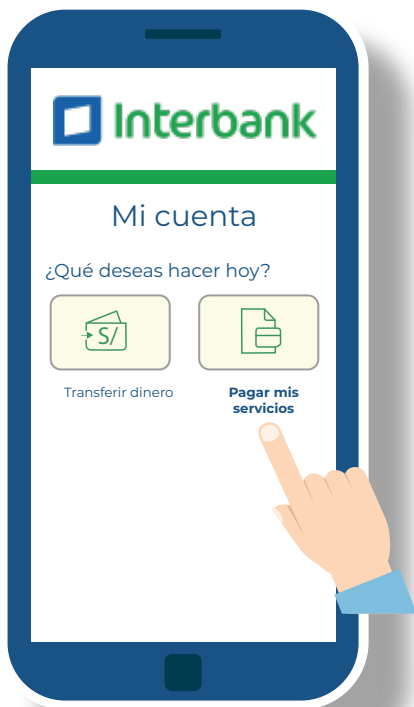 Interbank
Mi cuenta
¿Qué deseas hacer hoy?
S/
Transferir dinero
Pagar mis
servicios